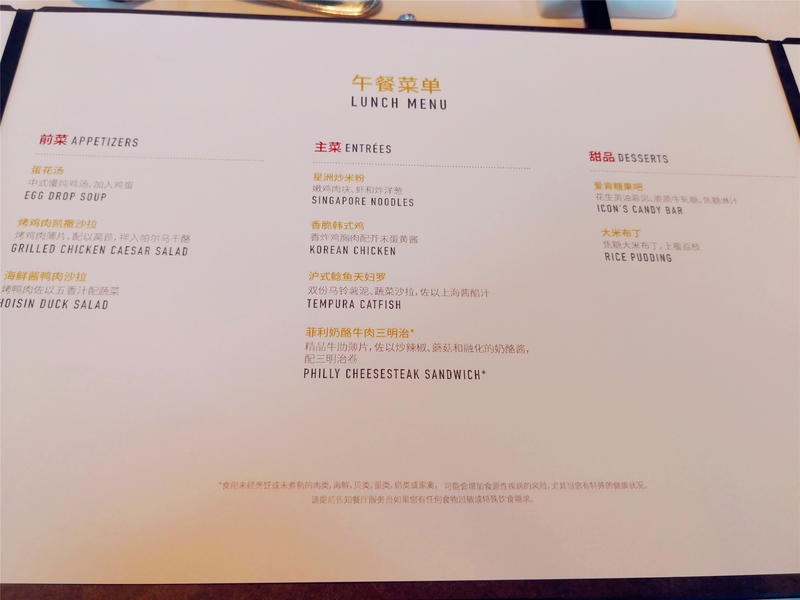 午餐菜单
LUNCH MENU
前菜 APPETIZERS
蛋花汤
中式慢炖鸡汤, 加入鸡蛋
EGG DROP SOUP
烤鸡肉凯撒沙拉
烤鸡肉薄片, 配以莴苣, 拌入帕尔马干酪
GRILLED CHICKEN CAESAR SALAD
海鲜酱鸭肉沙拉
烤鸭肉佐以五香汁配蔬菜
HOISIN DUCK SALAD
主菜 ENTRÉES
星洲炒米粉
嫩鸡肉块、虾和炸洋葱
SINGAPORE NOODLES
香脆韩式鸡
香炸鸡胸肉配芥末蛋黄酱
KOREAN CHICKEN
沪式鲶鱼天妇罗
双份马铃薯泥、蔬菜沙拉, 佐以上海酱醋汁
TEMPURA CATFISH
菲利奶酪牛肉三明治*
精品牛肋薄片, 佐以炒辣椒、蘑菇和融化的奶酪酱,
配三明治卷
PHILLY CHEESESTEAK SANDWICH*
甜品 DESSERTS
爱肯糖果吧
花生黄油慕泥、脆质牛轧糖、焦糖淋汁
ICON'S CANDY BAR
大米布丁
焦糖大米布丁, 上覆荔枝
RICE PUDDING
*食用未经烹饪或未煮熟的肉类, 海鲜, 贝类, 蛋类, 奶类或家禽, 可能会增加食源性疾病的风险, 尤其当您有特殊的健康状况。
请提前告知餐厅服务员如果您有任何食物过敏或特殊饮食需求。